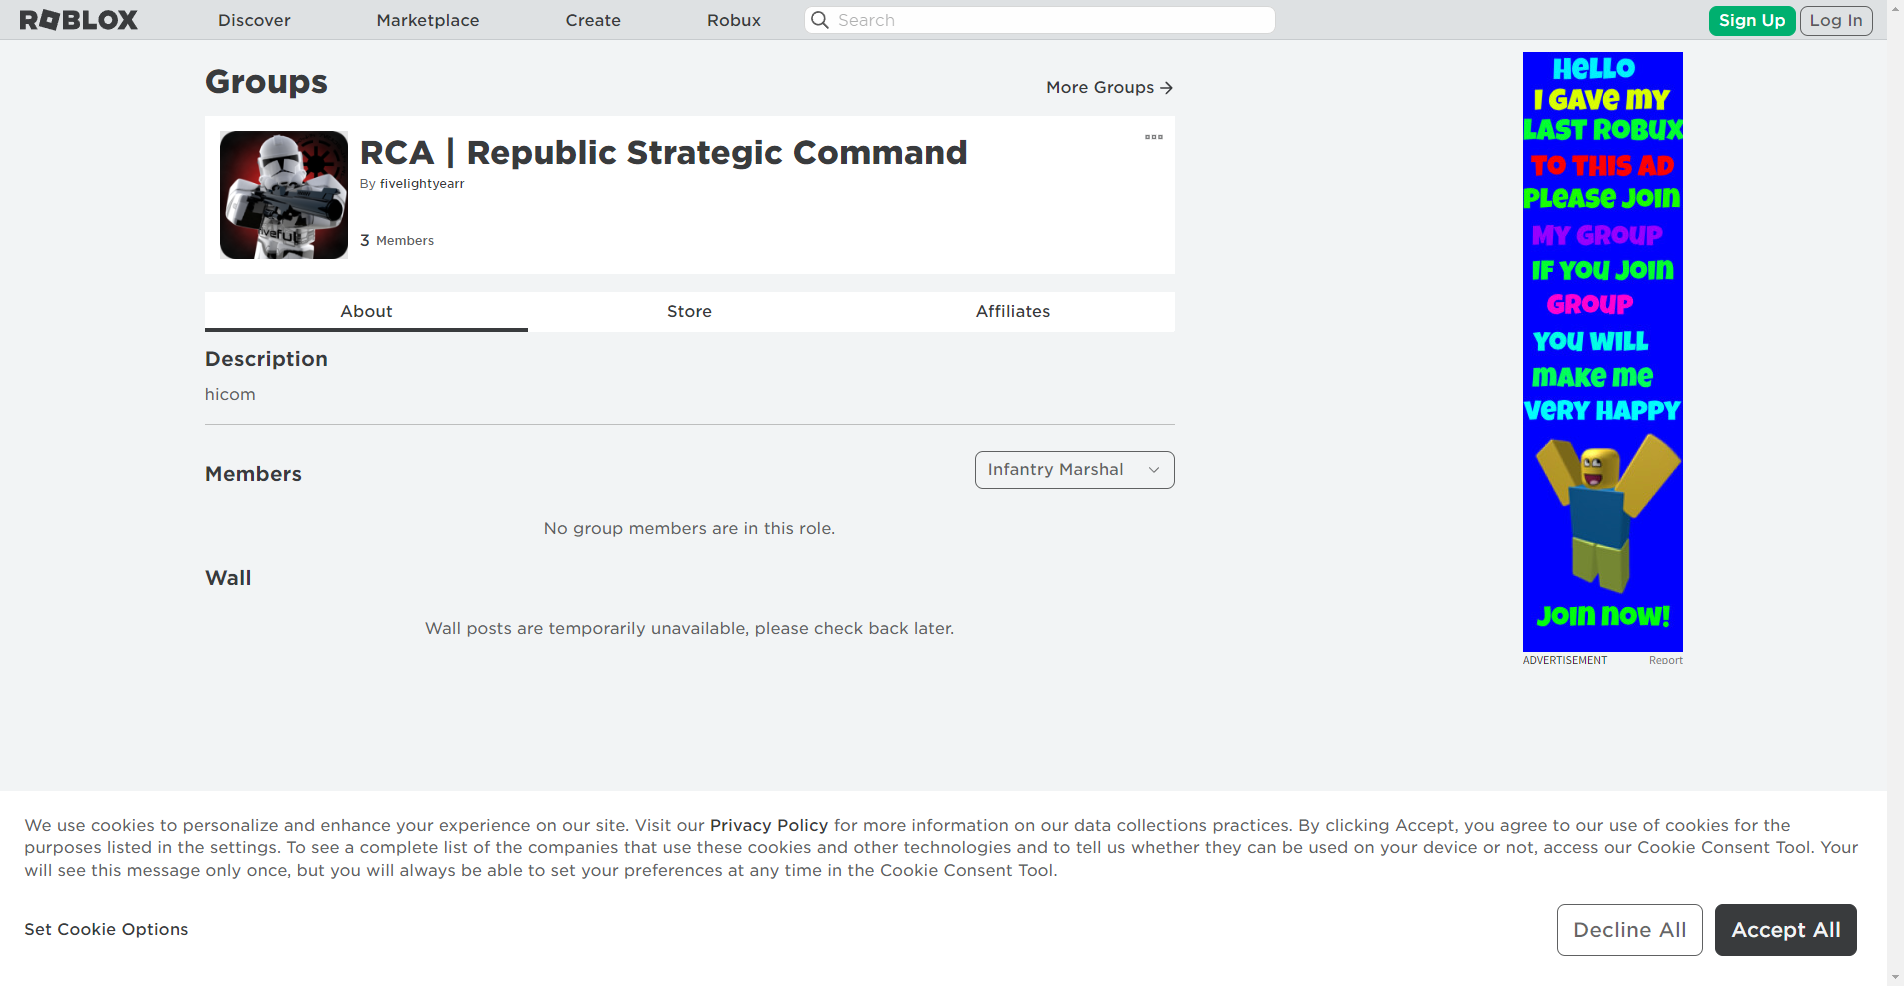 ROBLOX
Discover
Marketplace
Create
Robux
Search
Sign Up
Log In
Groups
More Groups
RCA | Republic Strategic Command
By fivelightyearr
3 Members
About
Store
Affiliates
Description
hicom
Members
Infantry Marshal
No group members are in this role.
Wall
Wall posts are temporarily unavailable, please check back later.
HELLO
I GAVE MY
LAST ROBUX
TO THIS AD
PLEASE JOIN
MY GROUP
IF YOU JOIN
GROUP
YOU WILL
MAKE ME
VERY HAPPY
JOIN NOW!
ADVERTISEMENT
Report
We use cookies to personalize and enhance your experience on our site. Visit our Privacy Policy for more information on our data collections practices. By clicking Accept, you agree to our use of cookies for the
purposes listed in the settings. To see a complete list of the companies that use these cookies and other technologies and to tell us whether they can be used on your device or not, access our Cookie Consent Tool. Your
will see this message only once, but you will always be able to set your preferences at any time in the Cookie Consent Tool.
Set Cookie Options
Decline All
Accept All